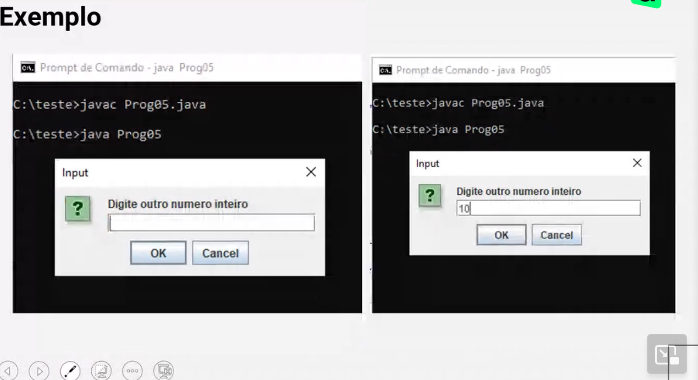 Exemplo
Prompt de Comando - java Prog05
C:\teste>javac Prog05.java
C:\teste>java Prog05
Input
Digite outro numero inteiro
OK Cancel
Prompt de Comando - java Prog05
C:\teste>javac Prog05.java
C:\teste>java Prog05
Input
Digite outro numero inteiro
10
OK Cancel